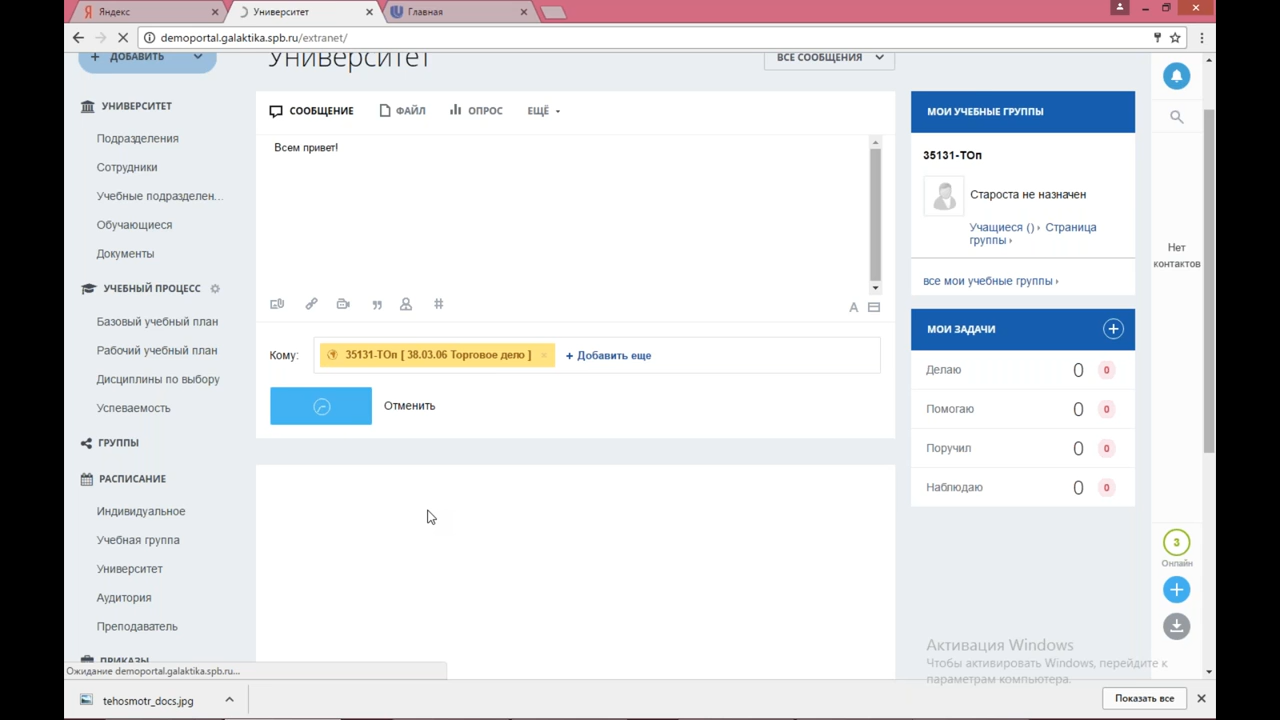 Яндекс
Университет
Главная
demoportal.galaktika.spb.ru/extranet/
+ ДОБАВИТЬ
Университет
ВСЕ СООБЩЕНИЯ
УНИВЕРСИТЕТ
Подразделения
Сотрудники
Учебные подразделен...
Обучающиеся
Документы
УЧЕБНЫЙ ПРОЦЕСС
Базовый учебный план
Рабочий учебный план
Дисциплины по выбору
Успеваемость
ГРУППЫ
РАСПИСАНИЕ
Индивидуальное
Учебная группа
Университет
Аудитория
Преподаватель
ПРИКАЗЫ
СООБЩЕНИЕ
ФАЙЛ
ОПРОС
ЕЩЁ
Всем привет!
A
Кому:
35131-ТОп [ 38.03.06 Торговое дело ]
+ Добавить еще
Отменить
МОИ УЧЕБНЫЕ ГРУППЫ
35131-ТОп
Староста не назначен
Учащиеся () › Страница
группы ›
все мои учебные группы ›
МОИ ЗАДАЧИ
Делаю 0 0
Помогаю 0 0
Поручил 0 0
Наблюдаю 0 0
Нет
контактов
3
Онлайн
Активация Windows
Чтобы активировать Windows, перейдите к
параметрам компьютера.
Ожидание demoportal.galaktika.spb.ru...
tehosmotr_docs.jpg
Показать все